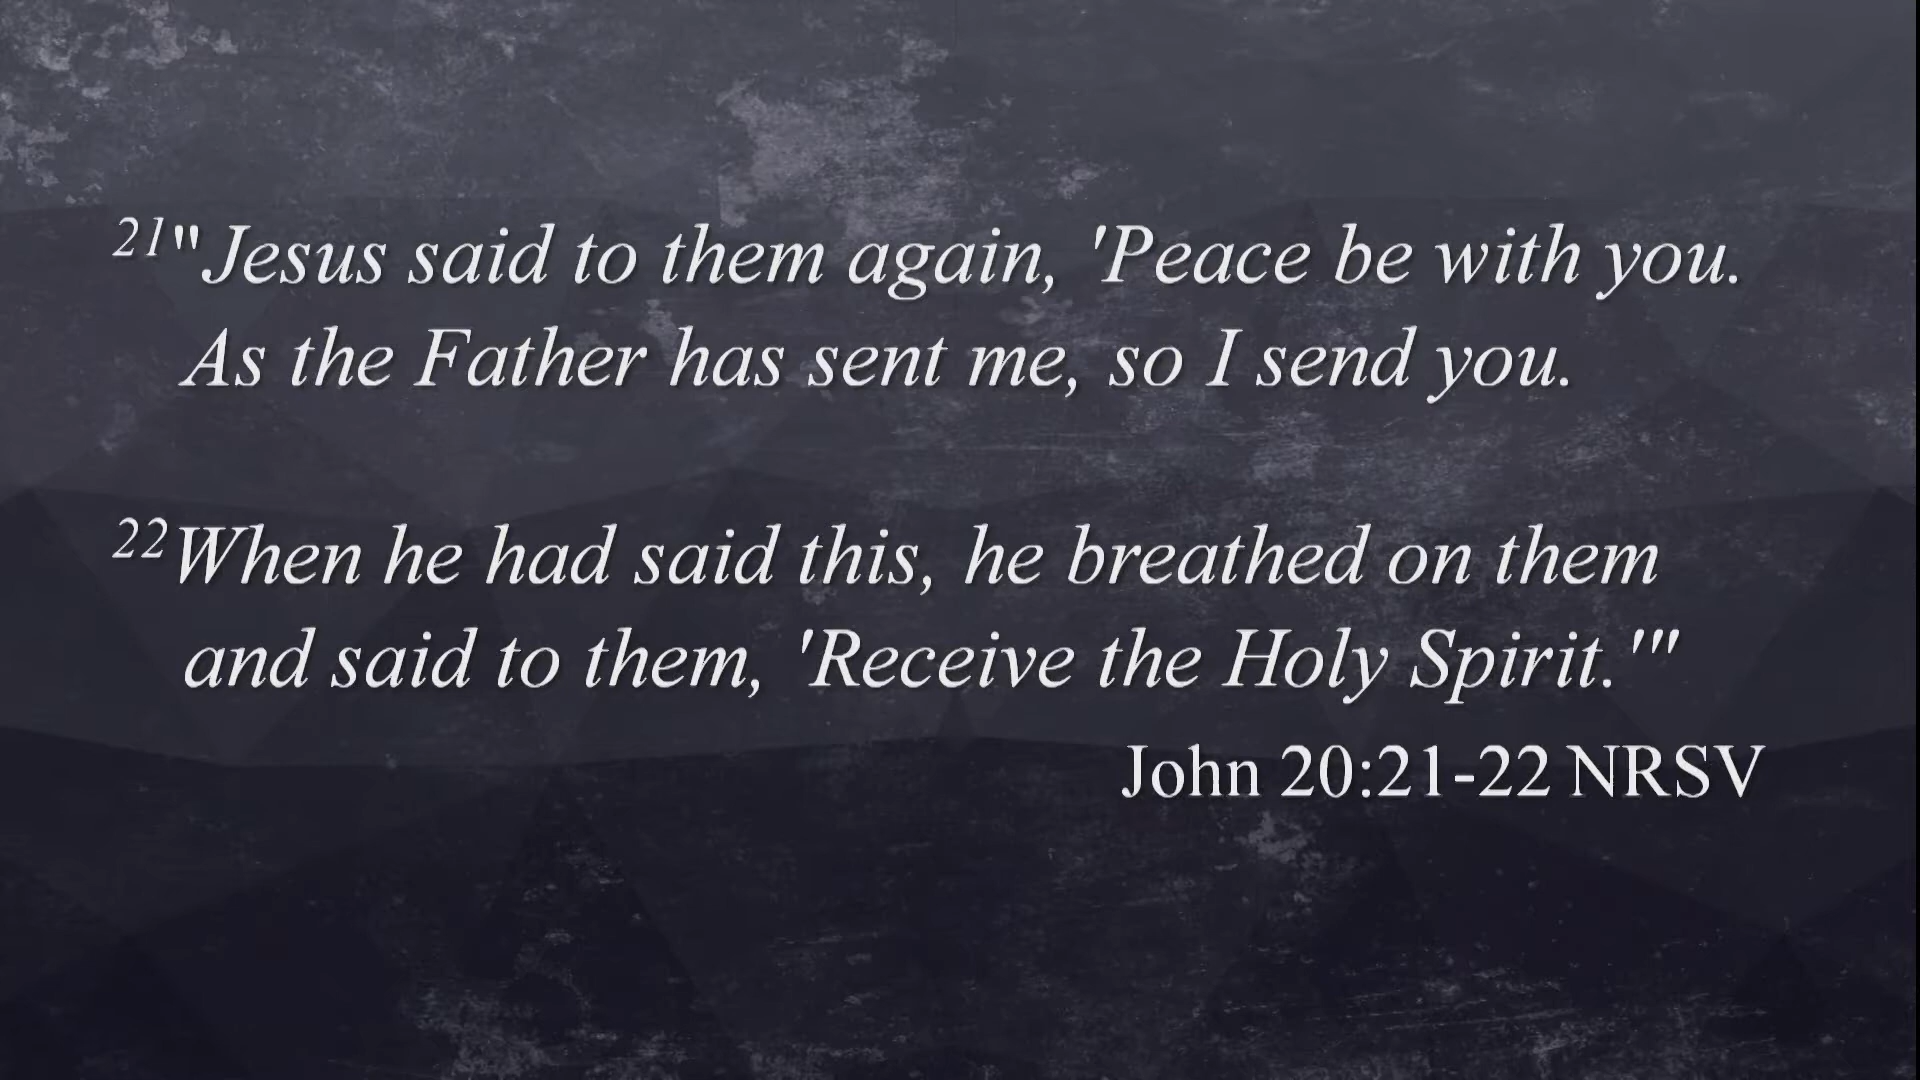 21"Jesus said to them again, 'Peace be with you.
As the Father has sent me, so I send you.
22When he had said this, he breathed on them
and said to them, 'Receive the Holy Spirit.'"
John 20:21-22 NRSV